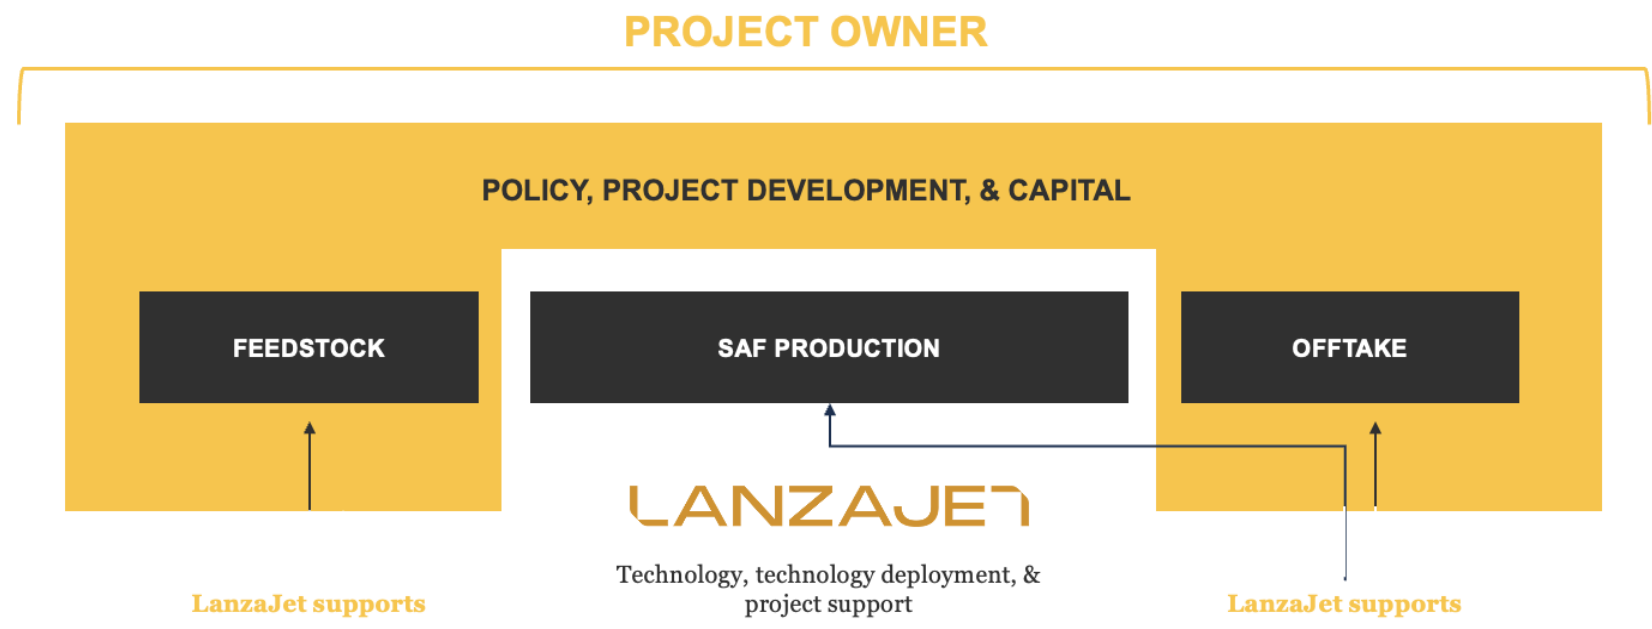 PROJECT OWNER
POLICY, PROJECT DEVELOPMENT, & CAPITAL
FEEDSTOCK
SAF PRODUCTION
OFFTAKE
LANZAJET
Technology, technology deployment, &
project support
LanzaJet supports
LanzaJet supports